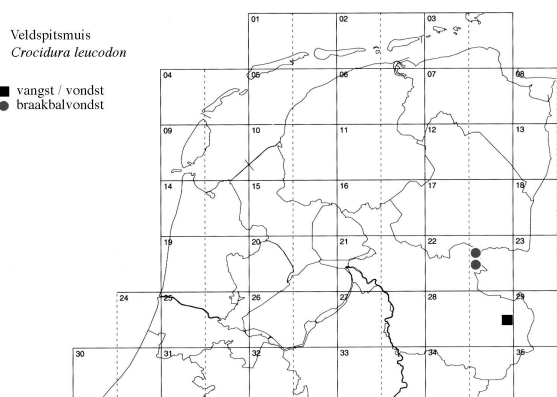 Veldspitsmuis
Crocidura leucodon
vangst / vondst
braakbalvondst
01 02 03
04 05 06 07 08
09 10 11 12 13
14 15 16 17 18
19 20 21 22 23
24 25 26 27 28 29
30 31 32 33 34 35